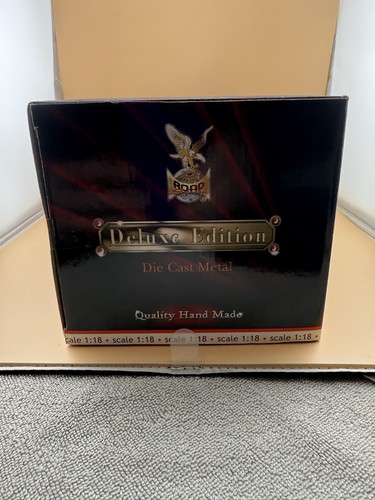 ROAD
Deluxe Edition
Die Cast Metal
Quality Hand Made
cale 1:18 • scale 1:18 • scale 1:18 • scale 1:18 • scale 1:18 •